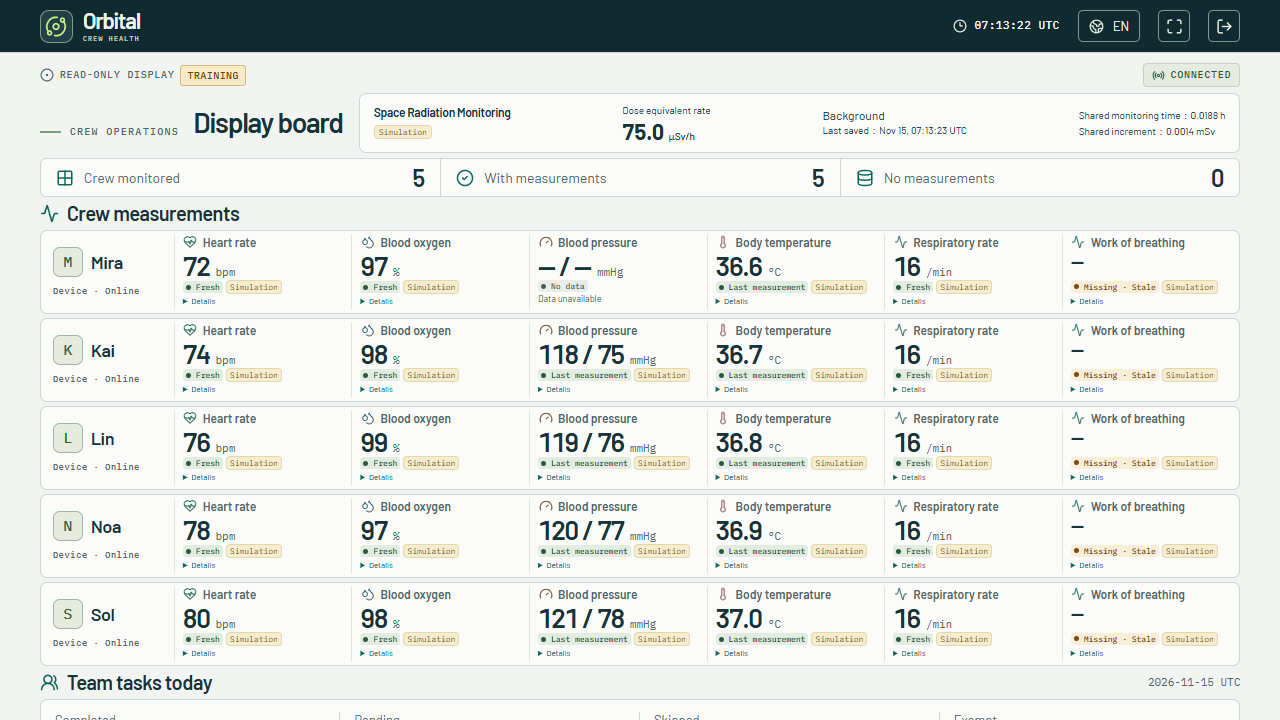 Orbital
CREW HEALTH
07:13:22 UTC
EN
READ-ONLY DISPLAY
TRAINING
CONNECTED
CREW OPERATIONS
Display board
Space Radiation Monitoring
Simulation
Dose equivalent rate
75.0 μSv/h
Background
Last saved : Nov 15, 07:13:23 UTC
Shared monitoring time : 0.0188 h
Shared increment : 0.0014 mSv
Crew monitored 5
With measurements 5
No measurements 0
Crew measurements
M Mira
Device · Online
Heart rate
72 bpm
Fresh Simulation
Details
Blood oxygen
97 %
Fresh Simulation
Details
Blood pressure
— / — mmHg
No data
Data unavailable
Body temperature
36.6 °C
Last measurement Simulation
Details
Respiratory rate
16 /min
Fresh Simulation
Details
Work of breathing
—
Missing · Stale Simulation
Details
K Kai
Device · Online
Heart rate
74 bpm
Fresh Simulation
Details
Blood oxygen
98 %
Fresh Simulation
Details
Blood pressure
118 / 75 mmHg
Last measurement Simulation
Details
Body temperature
36.7 °C
Last measurement Simulation
Details
Respiratory rate
16 /min
Fresh Simulation
Details
Work of breathing
—
Missing · Stale Simulation
Details
L Lin
Device · Online
Heart rate
76 bpm
Fresh Simulation
Details
Blood oxygen
99 %
Fresh Simulation
Details
Blood pressure
119 / 76 mmHg
Last measurement Simulation
Details
Body temperature
36.8 °C
Last measurement Simulation
Details
Respiratory rate
16 /min
Fresh Simulation
Details
Work of breathing
—
Missing · Stale Simulation
Details
N Noa
Device · Online
Heart rate
78 bpm
Fresh Simulation
Details
Blood oxygen
97 %
Fresh Simulation
Details
Blood pressure
120 / 77 mmHg
Last measurement Simulation
Details
Body temperature
36.9 °C
Last measurement Simulation
Details
Respiratory rate
16 /min
Fresh Simulation
Details
Work of breathing
—
Missing · Stale Simulation
Details
S Sol
Device · Online
Heart rate
80 bpm
Fresh Simulation
Details
Blood oxygen
98 %
Fresh Simulation
Details
Blood pressure
121 / 78 mmHg
Last measurement Simulation
Details
Body temperature
37.0 °C
Last measurement Simulation
Details
Respiratory rate
16 /min
Fresh Simulation
Details
Work of breathing
—
Missing · Stale Simulation
Details
Team tasks today
2026-11-15 UTC
Completed
Pending
Skipped
Exempt